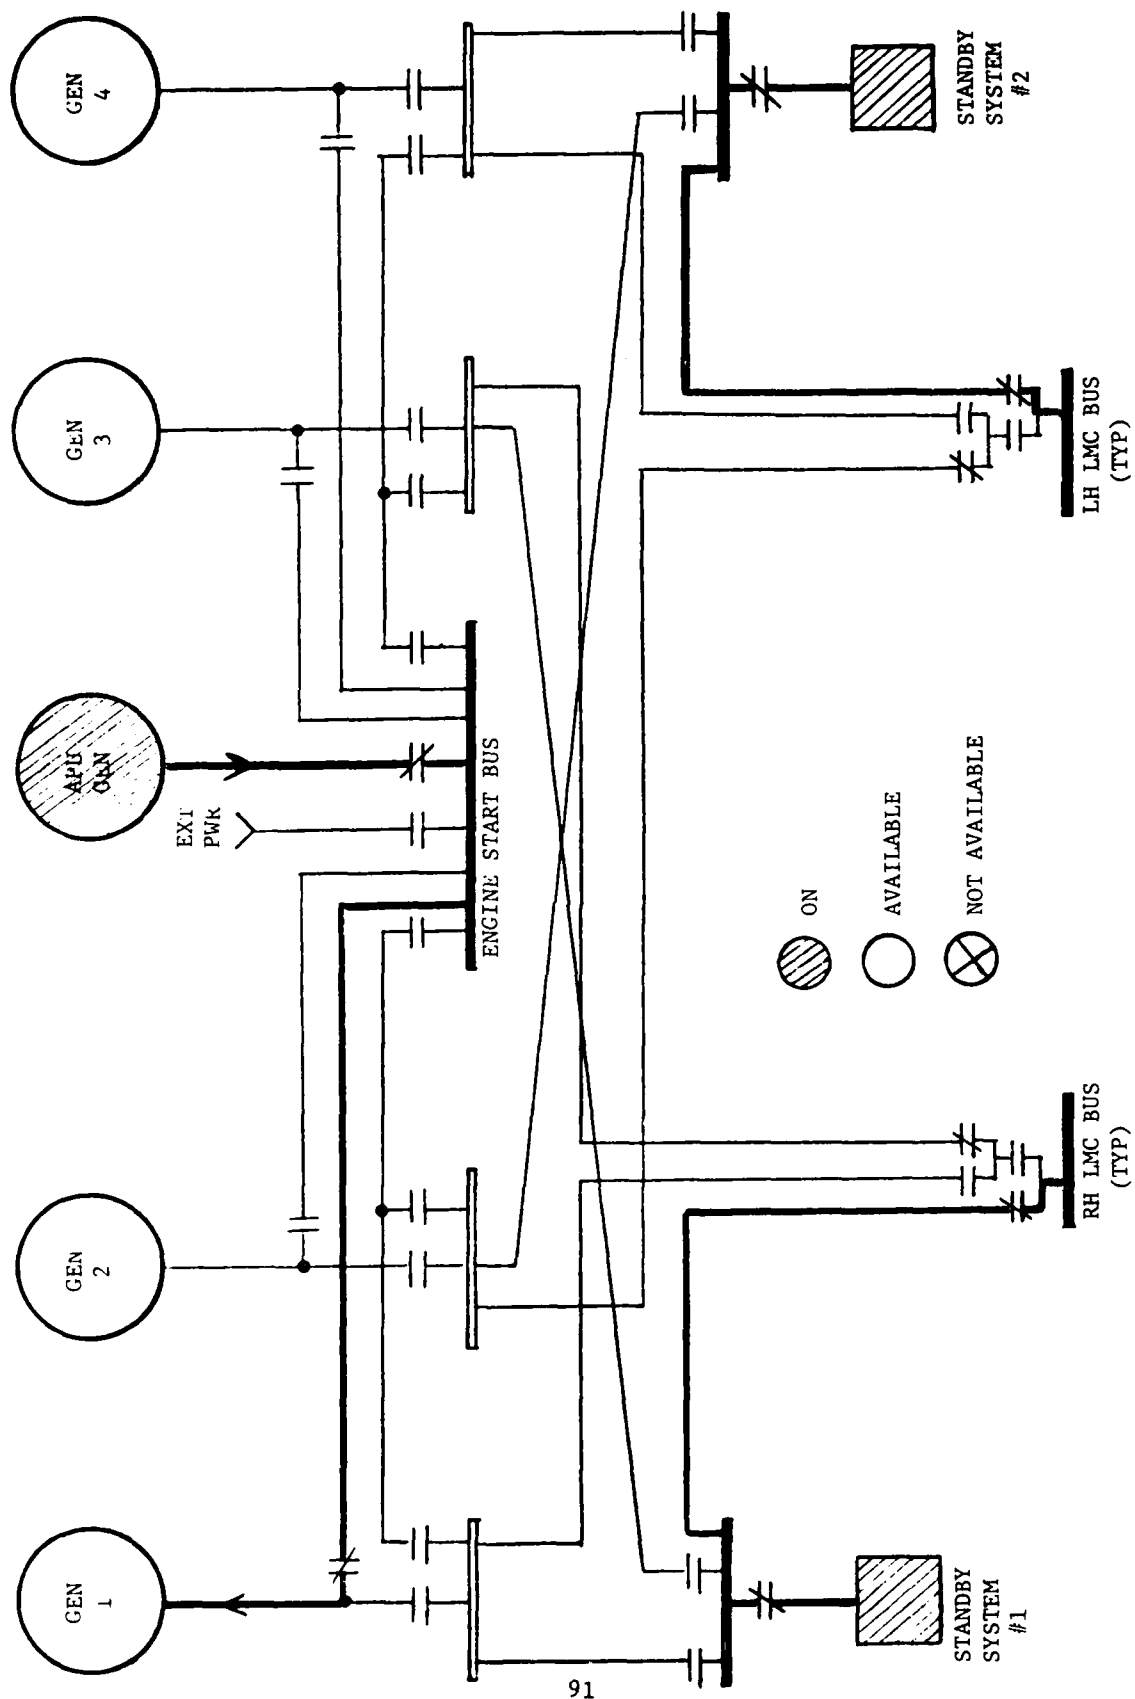 GEN
1
GEN
2
APU
GEN
GEN
3
GEN
4
EXT
PWR
ENGINE START BUS
ON
AVAILABLE
NOT AVAILABLE
STANDBY
SYSTEM
#1
RH LMC BUS
(TYP)
LH LMC BUS
(TYP)
STANDBY
SYSTEM
#2
91